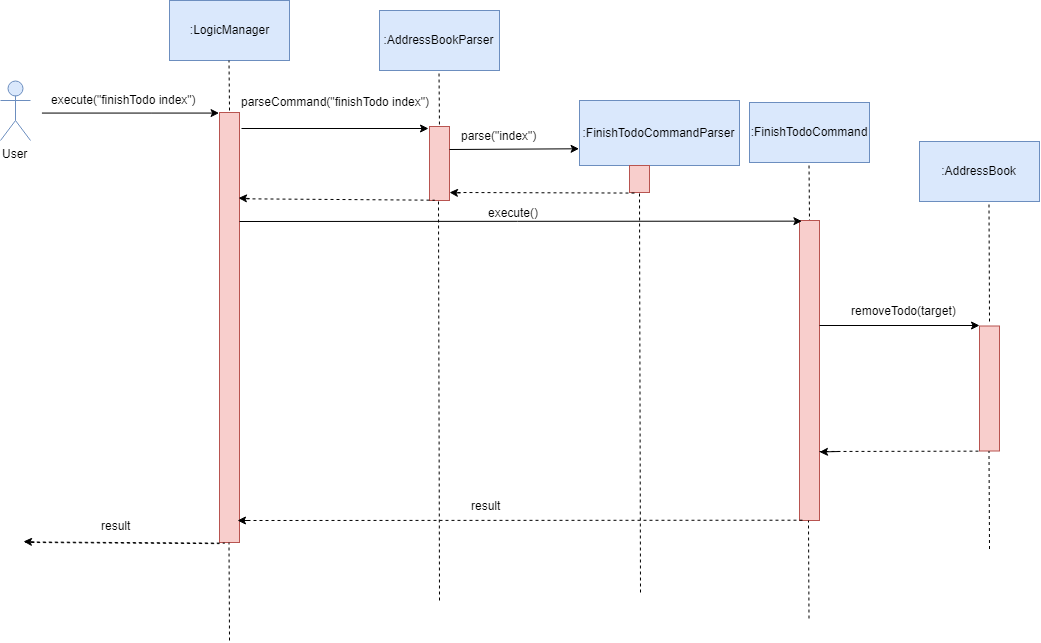 :LogicManager
:AddressBookParser
execute("finishTodo index")
parseCommand("finishTodo index")
parse("index")
:FinishTodoCommandParser
:FinishTodoCommand
User
:AddressBook
execute()
removeTodo(target)
result
result